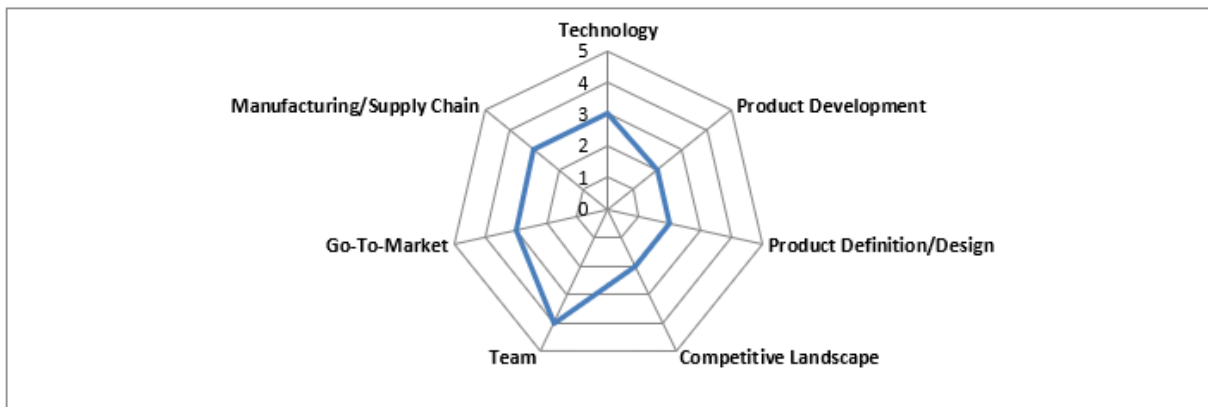 Technology
5
4
Manufacturing/Supply Chain
Product Development
3
2
1
0
Go-To-Market
Product Definition/Design
Team
Competitive Landscape